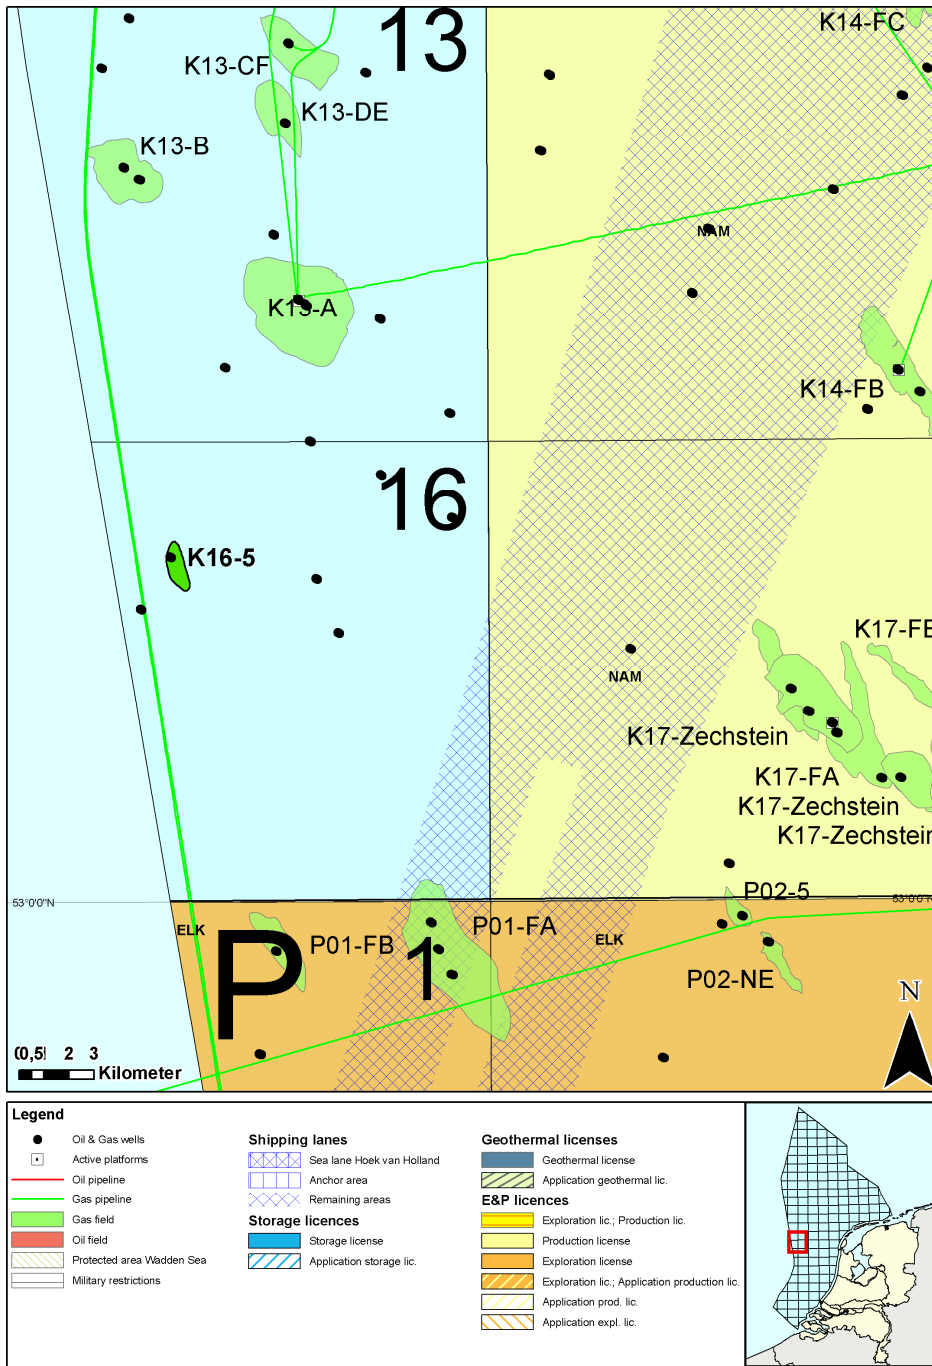 13
K14-FC
K13-CF
K13-DE
K13-B
NAM
K13-A
K14-FB
16
K16-5
K17-FB
NAM
K17-Zechstein
K17-FA
K17-Zechstein
K17-Zechstein
P02-5
53°0'0"N
53°0'0"N
ELK
P
P01-FB
1
P01-FA
ELK
P02-NE
N
0 0,5 1 2 3
Kilometer
Legend
Oil & Gas wells
Active platforms
Oil pipeline
Gas pipeline
Gas field
Oil field
Protected area Wadden Sea
Military restrictions
Shipping lanes
Sea lane Hoek van Holland
Anchor area
Remaining areas
Storage licences
Storage license
Application storage lic.
Geothermal licenses
Geothermal license
Application geothermal lic.
E&P licences
Exploration lic.; Production lic.
Production license
Exploration license
Exploration lic.; Application production lic.
Application prod. lic.
Application expl. lic.